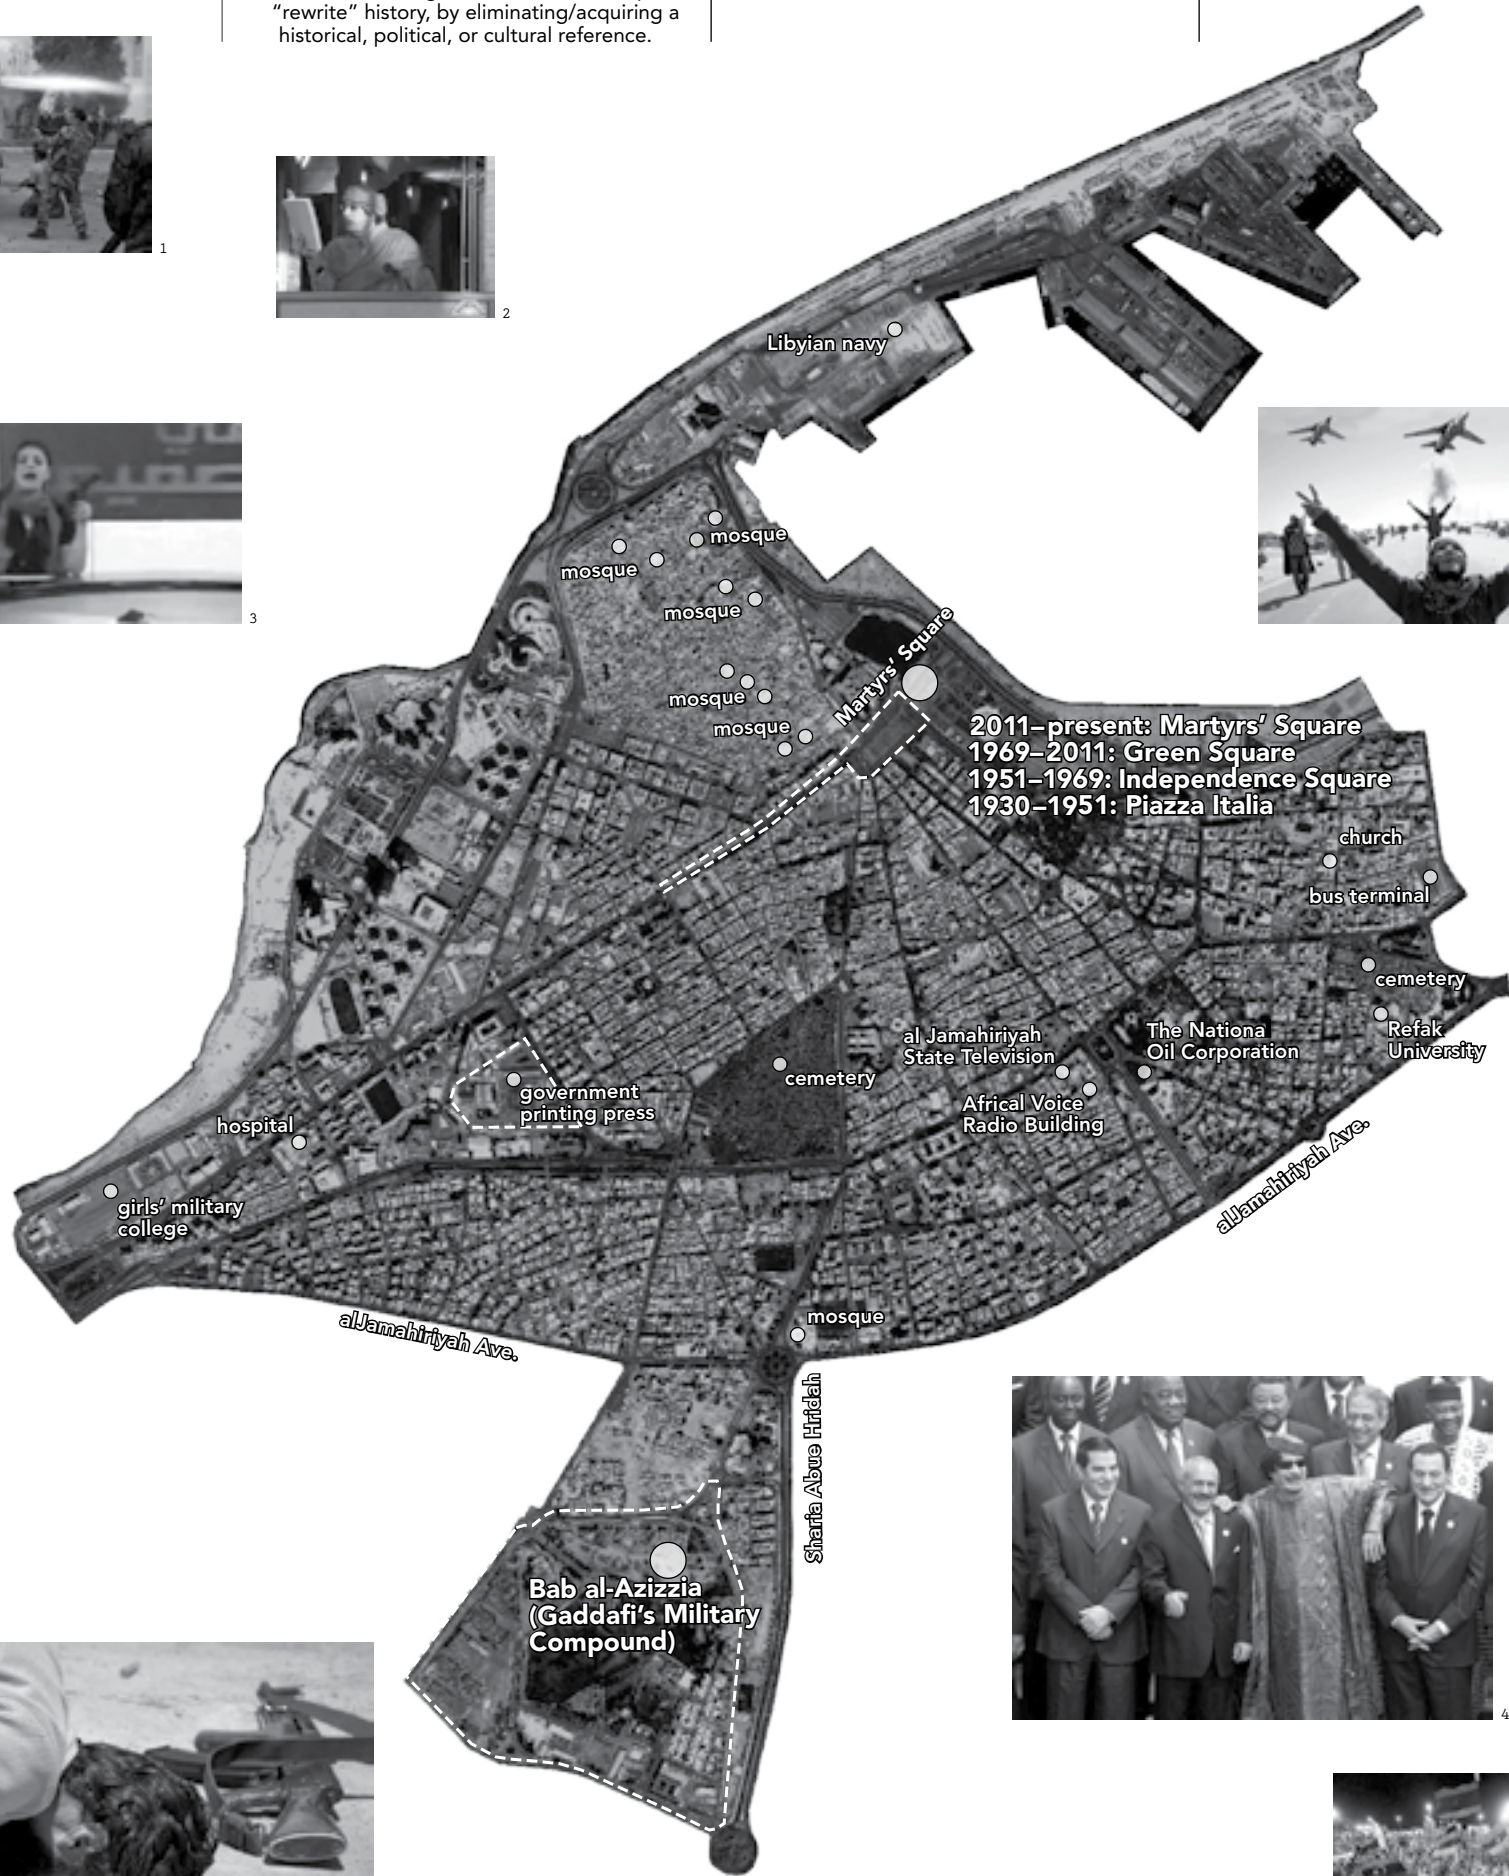 “rewrite” history, by eliminating/acquiring a
historical, political, or cultural reference.
1
2
Libyian navy
3
mosque
mosque
mosque
mosque
mosque
Martyrs’ Square
2011–present: Martyrs’ Square
1969–2011: Green Square
1951–1969: Independence Square
1930–1951: Piazza Italia
church
bus terminal
cemetery
Refak
University
The Nationa
Oil Corporation
al Jamahiriyah
State Television
Africal Voice
Radio Building
cemetery
government
printing press
hospital
girls’ military
college
alJamahiriyah Ave.
alJamahiriyah Ave.
mosque
Sharia Abue Hridah
Bab al-Azizzia
(Gaddafi’s Military
Compound)
4